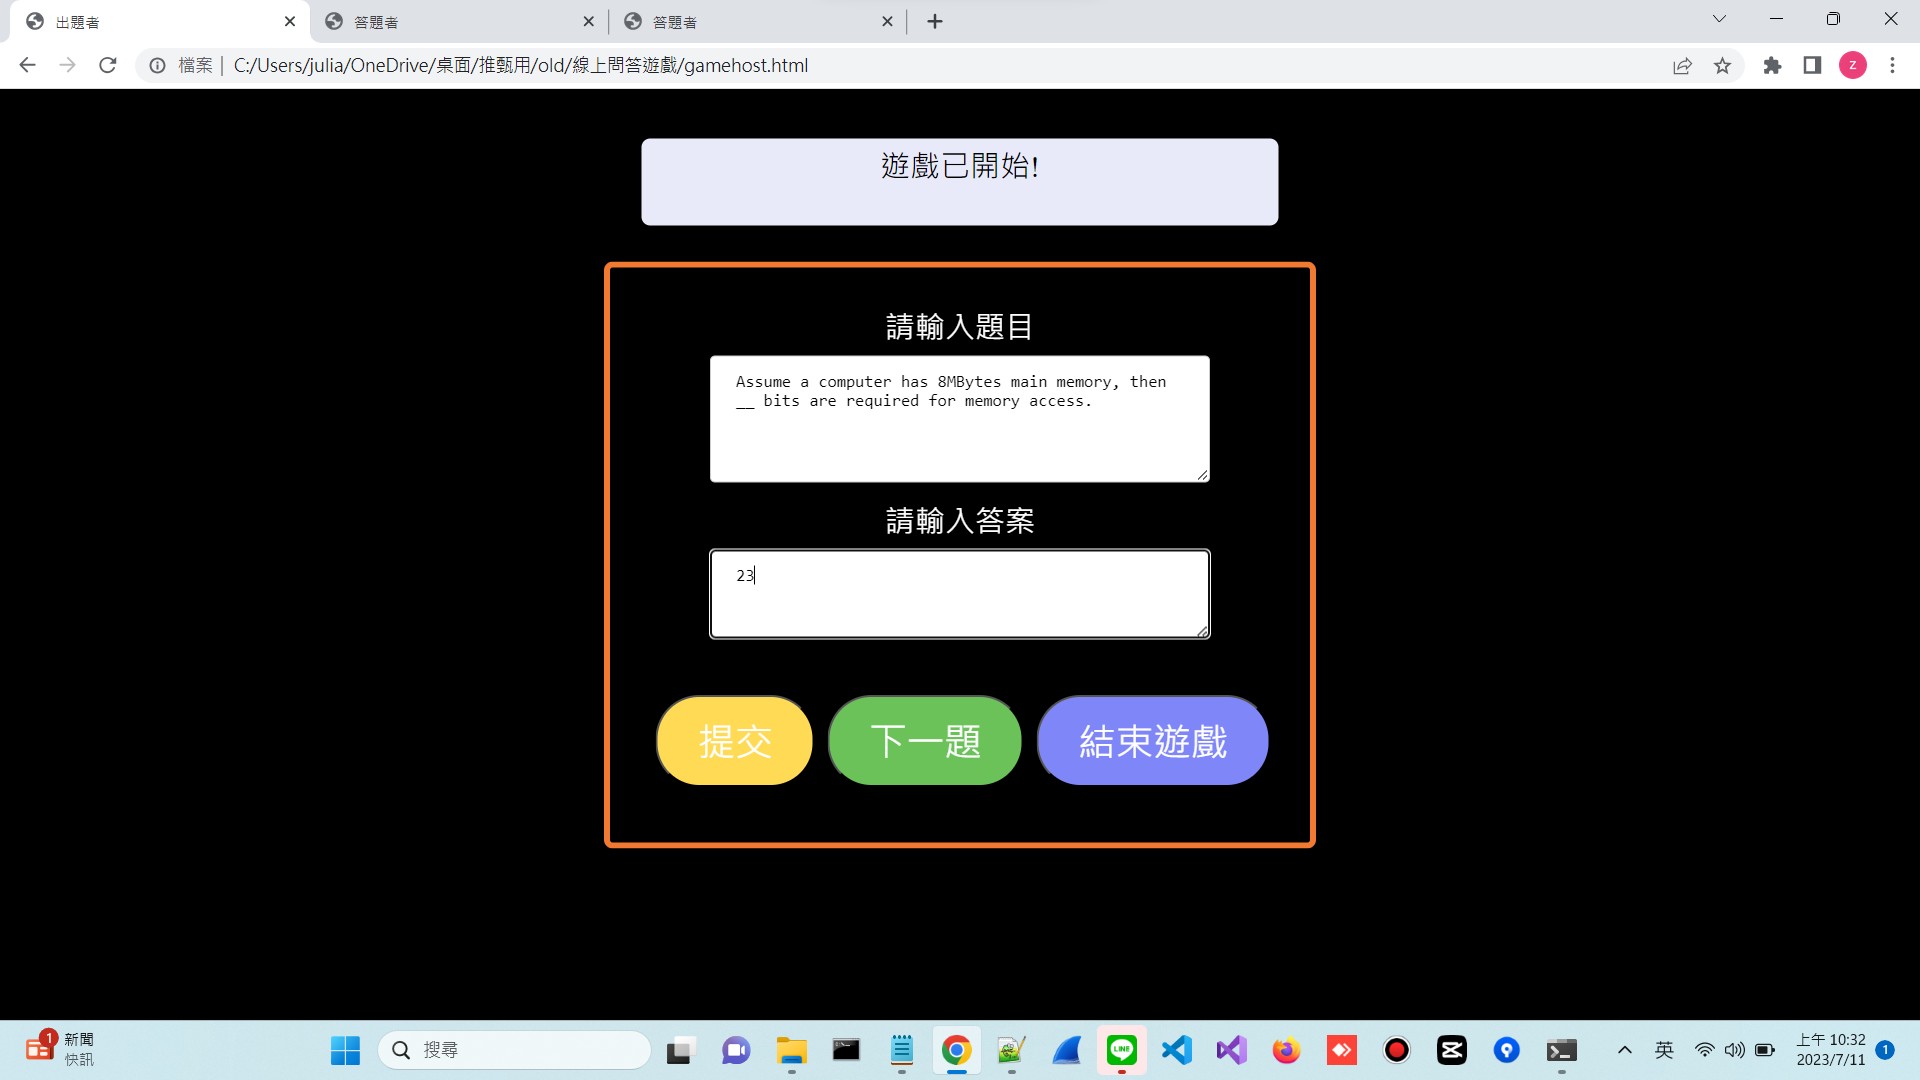 出題者
答題者
答題者
檔案
C:/Users/julia/OneDrive/桌面/推甄用/old/線上問答遊戲/gamehost.html
Z
遊戲已開始!
請輸入題目
Assume a computer has 8MBytes main memory, then
__ bits are required for memory access.
請輸入答案
23
提交
下一題
結束遊戲
1
新聞
快訊
搜尋
LINE
英
上午 10:32
2023/7/11
1